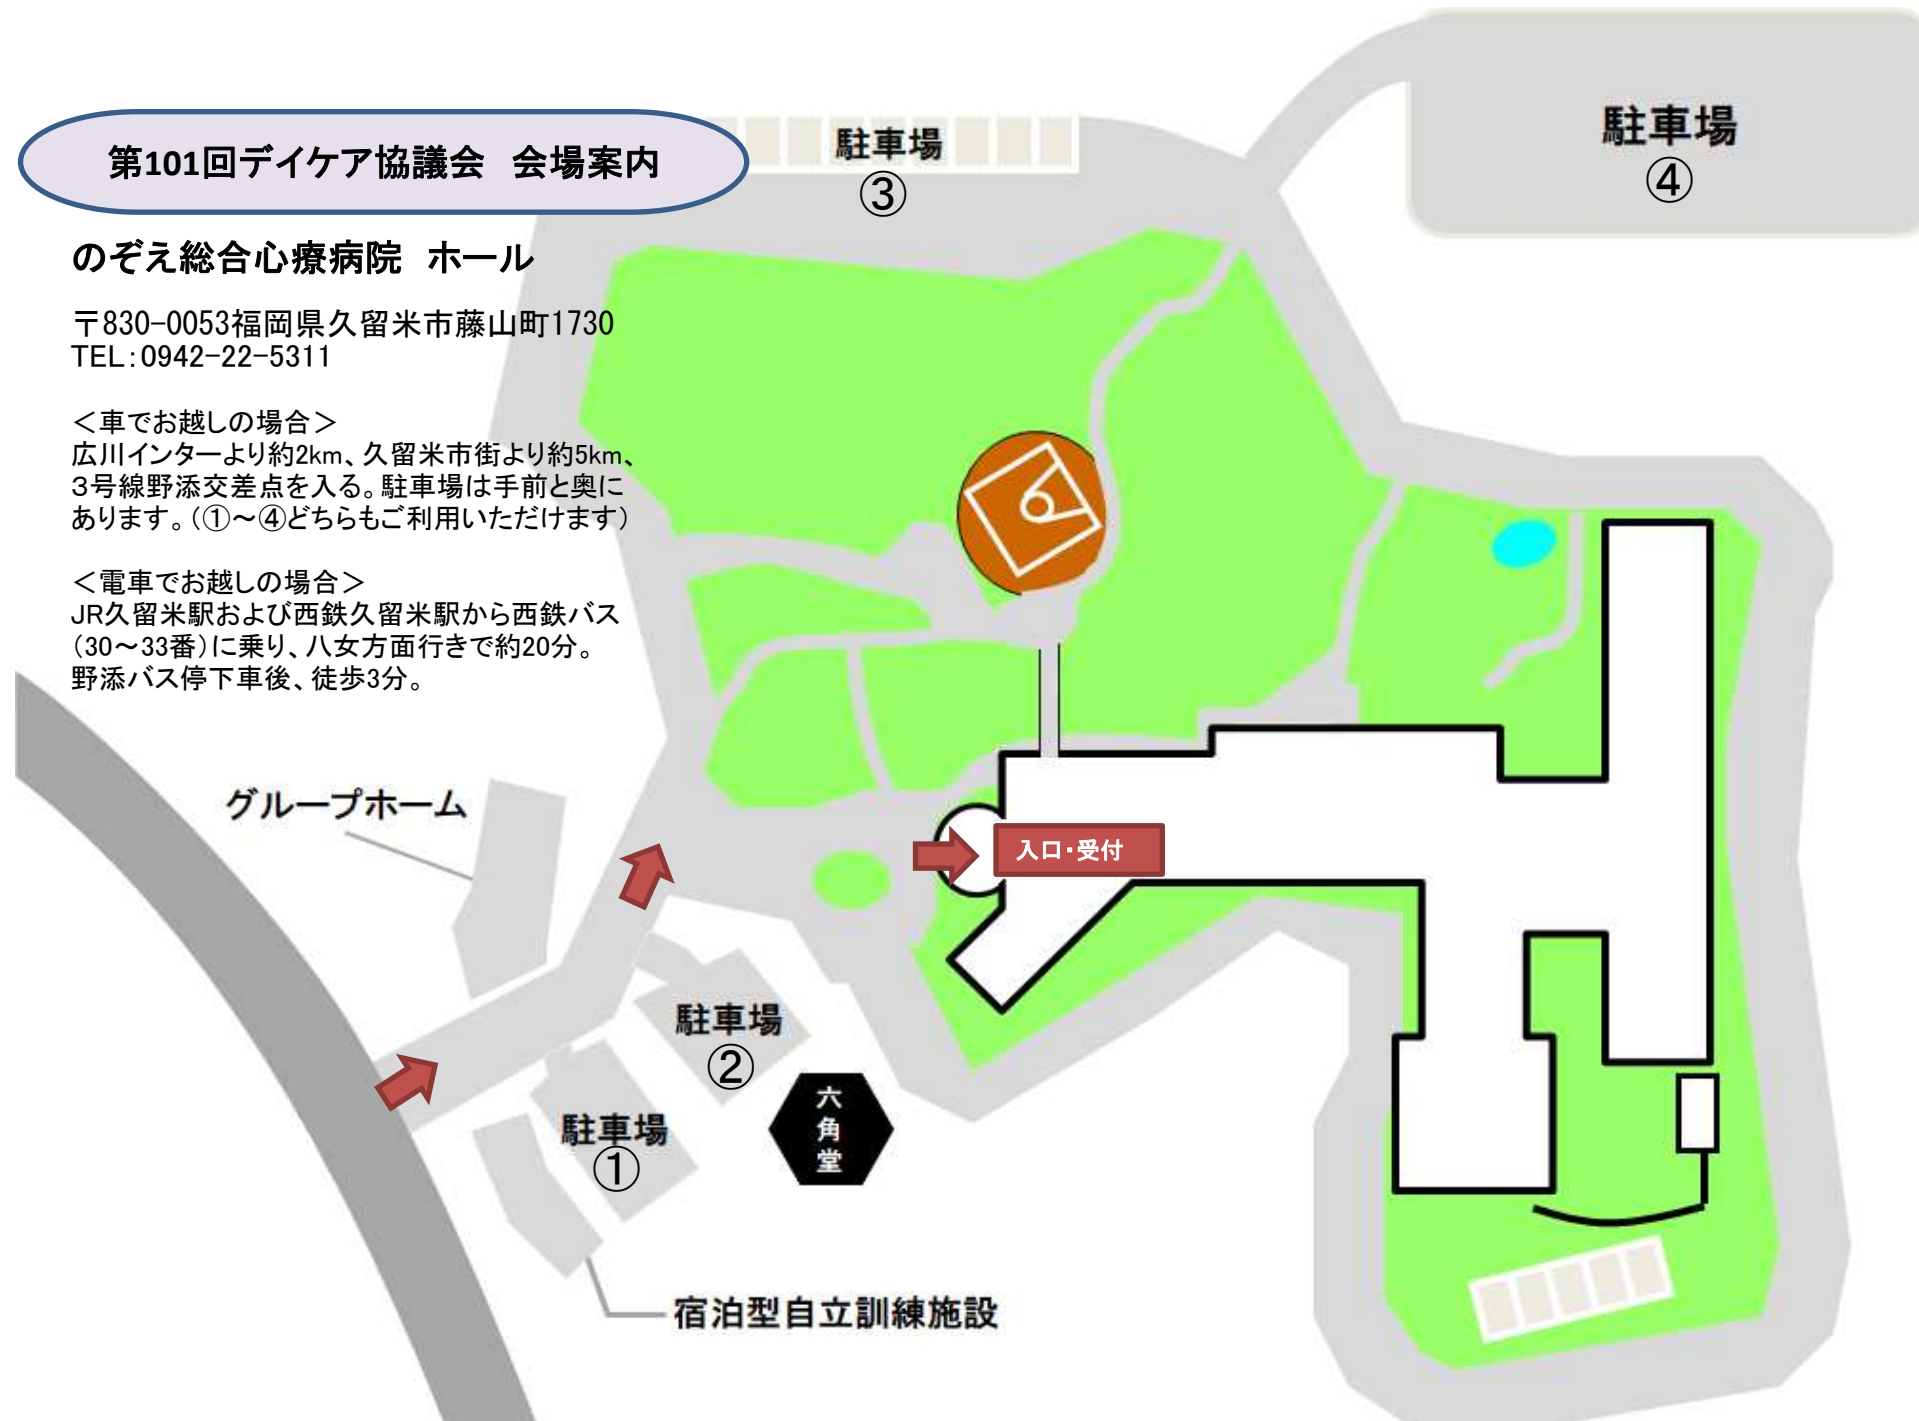 第101回デイケア協議会　会場案内
のぞえ総合心療病院　ホール
〒830-0053福岡県久留米市藤山町1730
TEL:0942-22-5311
＜車でお越しの場合＞
広川インターより約2km、久留米市街より約5km、
3号線野添交差点を入る。駐車場は手前と奥に
あります。（①～④どちらもご利用いただけます）
＜電車でお越しの場合＞
JR久留米駅および西鉄久留米駅から西鉄バス
（30～33番）に乗り、八女方面行きで約20分。
野添バス停下車後、徒歩3分。
駐車場
③
駐車場
④
グループホーム
入口・受付
駐車場
②
駐車場
①
六
角
堂
宿泊型自立訓練施設